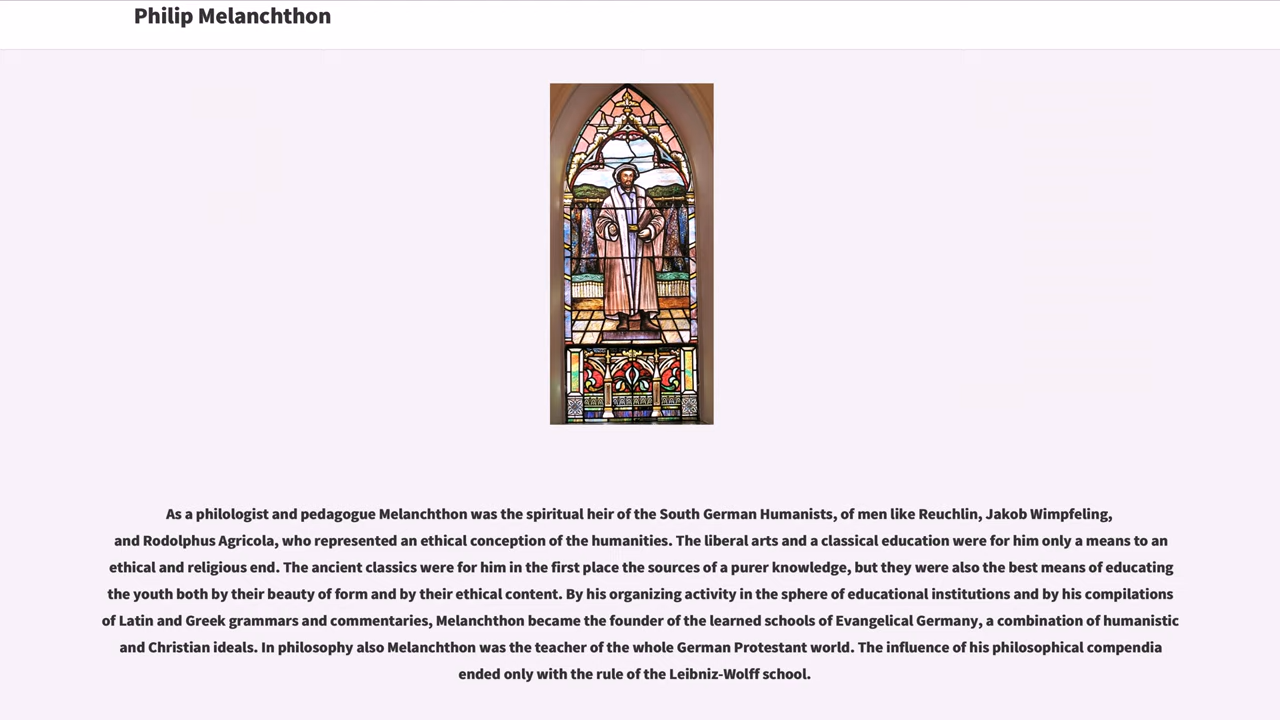 Philip Melanchthon
As a philologist and pedagogue Melanchthon was the spiritual heir of the South German Humanists, of men like Reuchlin, Jakob Wimpfeling,
and Rodolphus Agricola, who represented an ethical conception of the humanities. The liberal arts and a classical education were for him only a means to an
ethical and religious end. The ancient classics were for him in the first place the sources of a purer knowledge, but they were also the best means of educating
the youth both by their beauty of form and by their ethical content. By his organizing activity in the sphere of educational institutions and by his compilations
of Latin and Greek grammars and commentaries, Melanchthon became the founder of the learned schools of Evangelical Germany, a combination of humanistic
and Christian ideals. In philosophy also Melanchthon was the teacher of the whole German Protestant world. The influence of his philosophical compendia
ended only with the rule of the Leibniz-Wolff school.